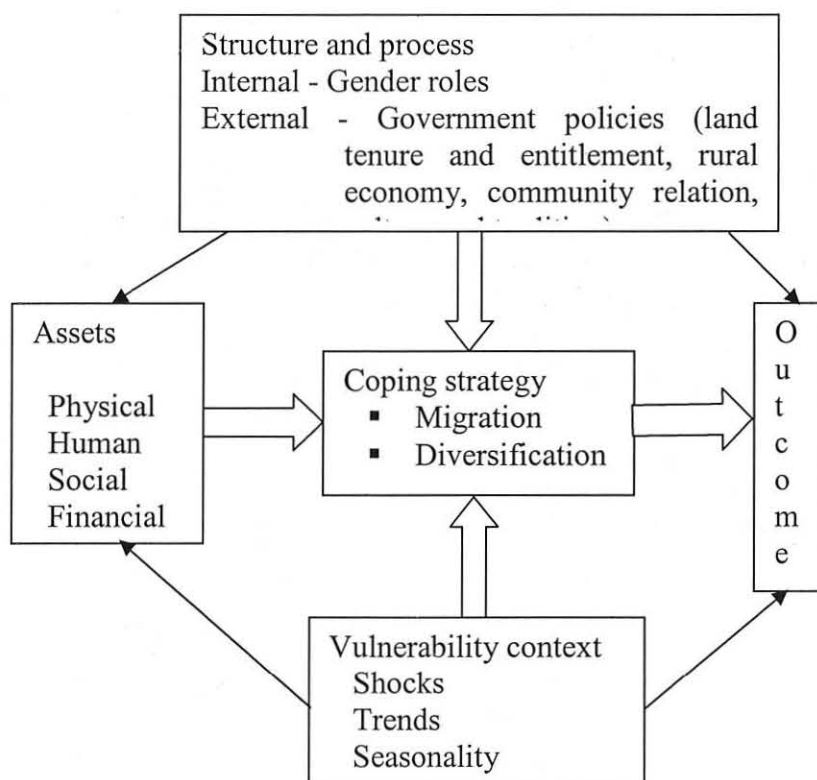 Structure and process
Internal - Gender roles
External - Government policies (land
tenure and entitlement, rural
economy, community relation,
Assets
Physical
Human
Social
Financial
Coping strategy
▪ Migration
▪ Diversification
Outcome
Vulnerability context
Shocks
Trends
Seasonality